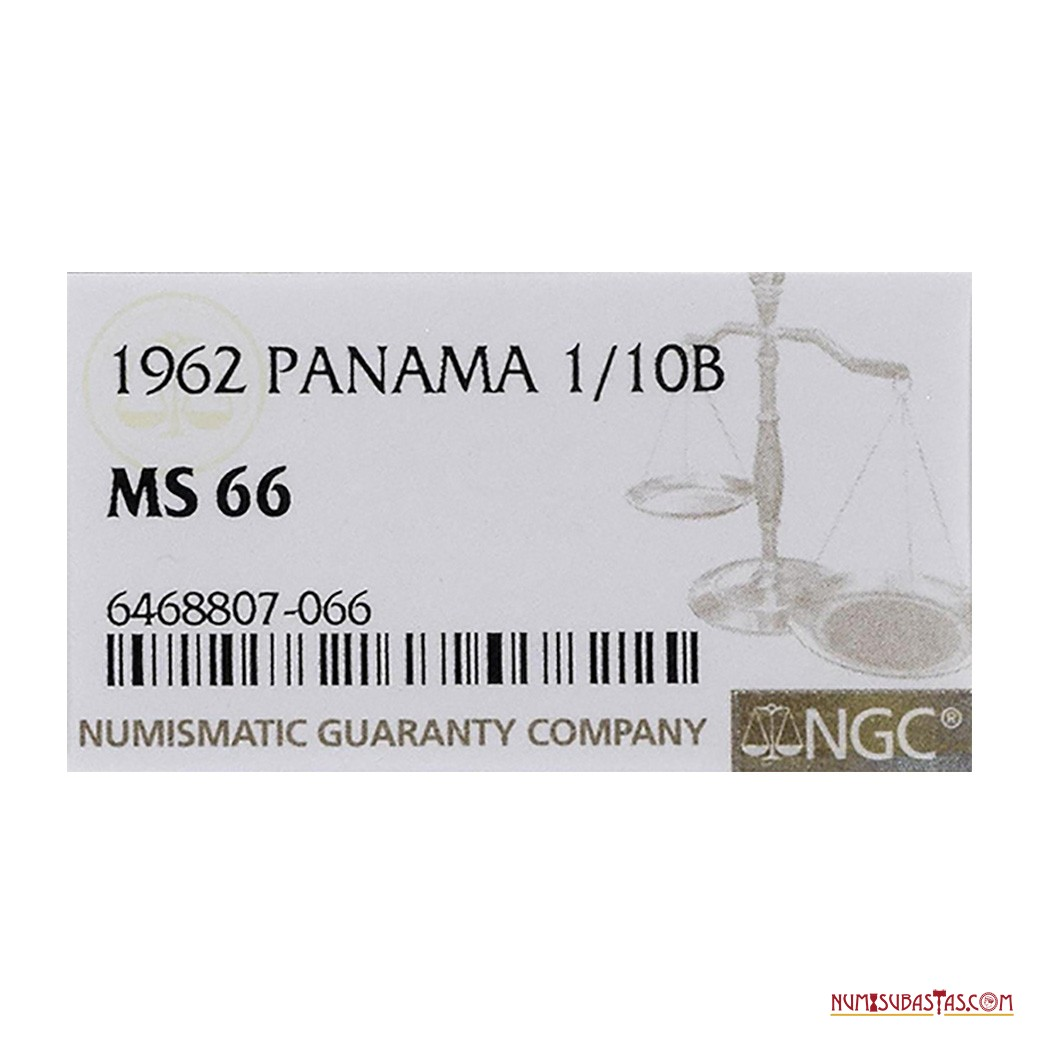 1962 PANAMA 1/10B
MS 66
6468807-066
NUMISMATIC GUARANTY COMPANY
NGC®
NUMISUBASTAS.COM